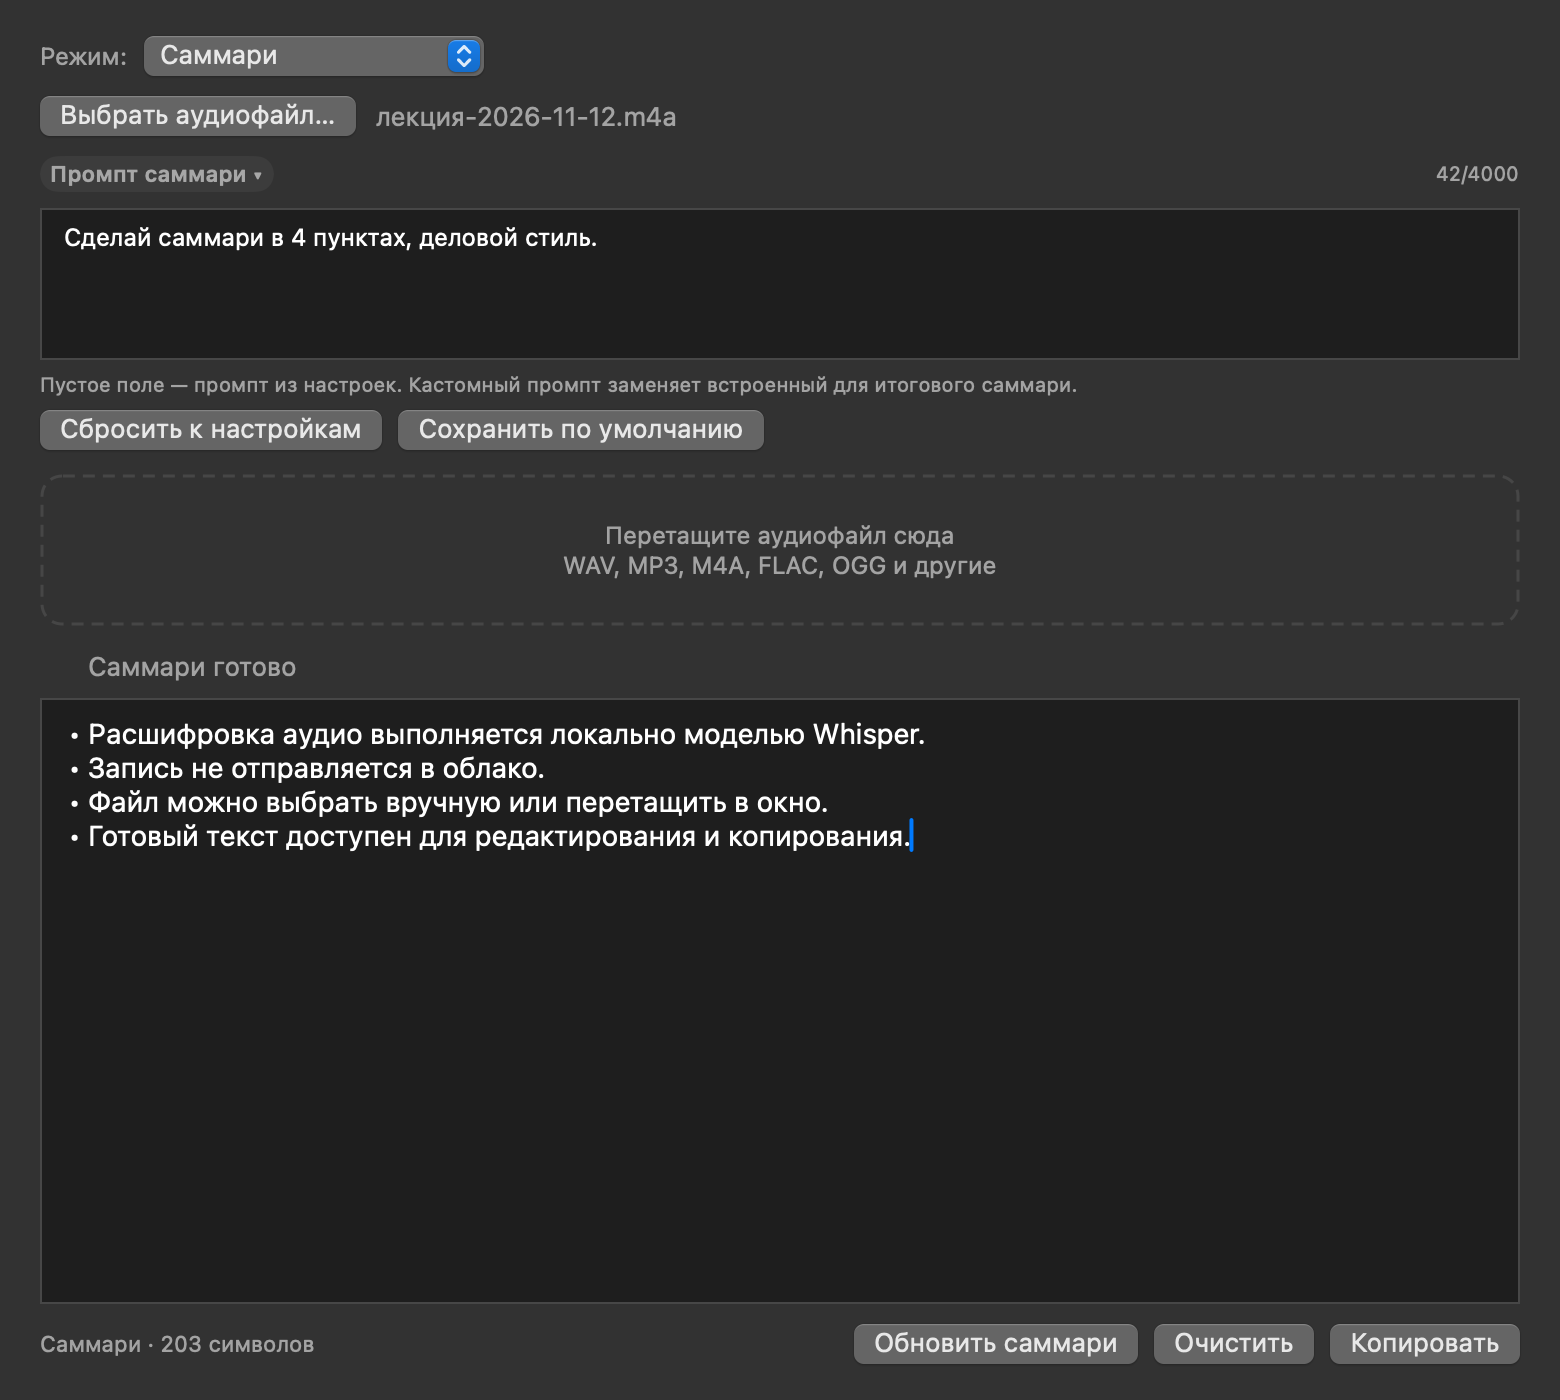 Режим: Саммари
Выбрать аудиофайл... лекция-2026-11-12.m4a
Промпт саммари ▾ 42/4000
Сделай саммари в 4 пунктах, деловой стиль.
Пустое поле — промпт из настроек. Кастомный промпт заменяет встроенный для итогового саммари.
Сбросить к настройкам Сохранить по умолчанию
Перетащите аудиофайл сюда
WAV, MP3, M4A, FLAC, OGG и другие
Саммари готово
• Расшифровка аудио выполняется локально моделью Whisper.
• Запись не отправляется в облако.
• Файл можно выбрать вручную или перетащить в окно.
• Готовый текст доступен для редактирования и копирования.
Саммари · 203 символов Обновить саммари Очистить Копировать